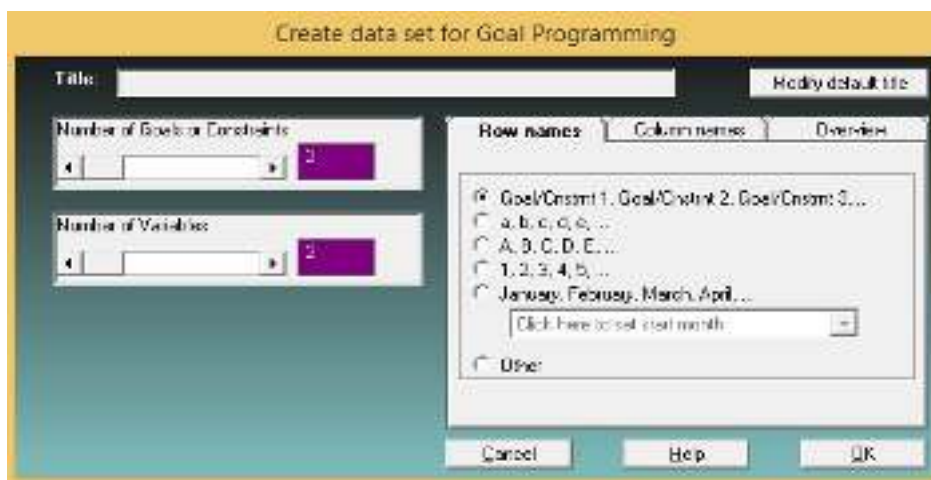 Create data set for Goal Programming
Title:
Modify default title
Number of Goals or Constraints
Number of Variables
Row names
Column names
Overview
Goal/Cnstrnt 1, Goal/Cnstrnt 2, Goal/Cnstrnt 3...
a, b, c, d, e, ...
A, B, C, D, E, ...
1, 2, 3, 4, 5, ...
January, February, March, April, ...
Click here to set start month
Other
Cancel
Help
OK